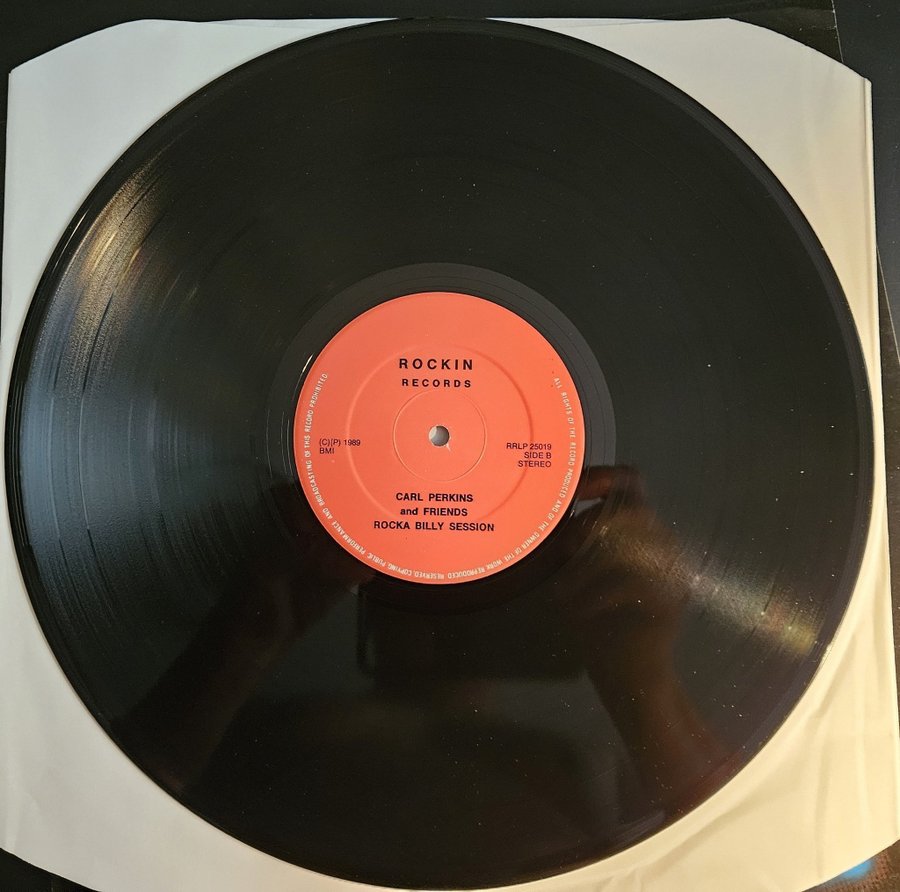 ROCKIN
RECORDS
(C)(P) 1989
BMI
RRLP 25019
SIDE B
STEREO
CARL PERKINS
and FRIENDS
ROCKA BILLY SESSION
ALL RIGHTS OF THE RECORD PRODUCED AND OF THE OWNER OF THE WORK REPRODUCED RESERVED. COPYING, PUBLIC PERFORMANCE AND BROADCASTING OF THIS RECORD PROHIBITED.